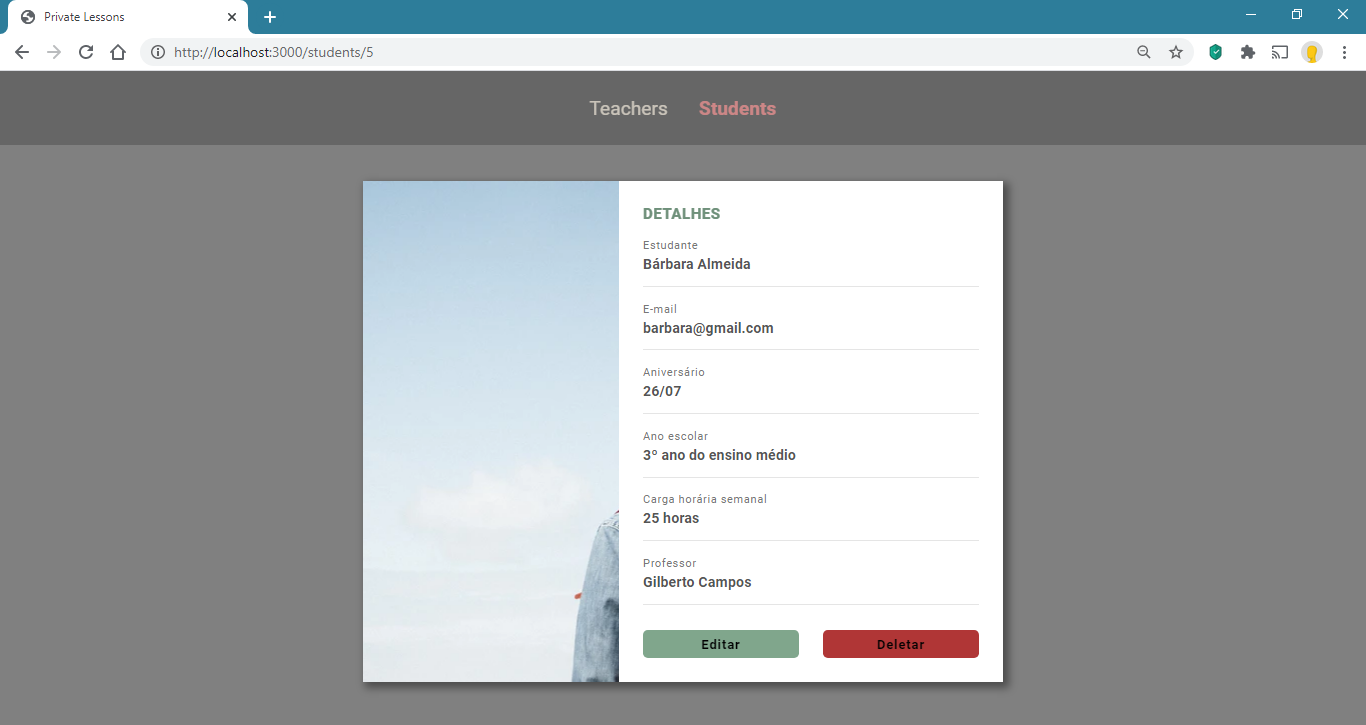 Private Lessons
http://localhost:3000/students/5
Teachers Students
DETALHES
Estudante
Bárbara Almeida
E-mail
barbara@gmail.com
Aniversário
26/07
Ano escolar
3º ano do ensino médio
Carga horária semanal
25 horas
Professor
Gilberto Campos
Editar Deletar